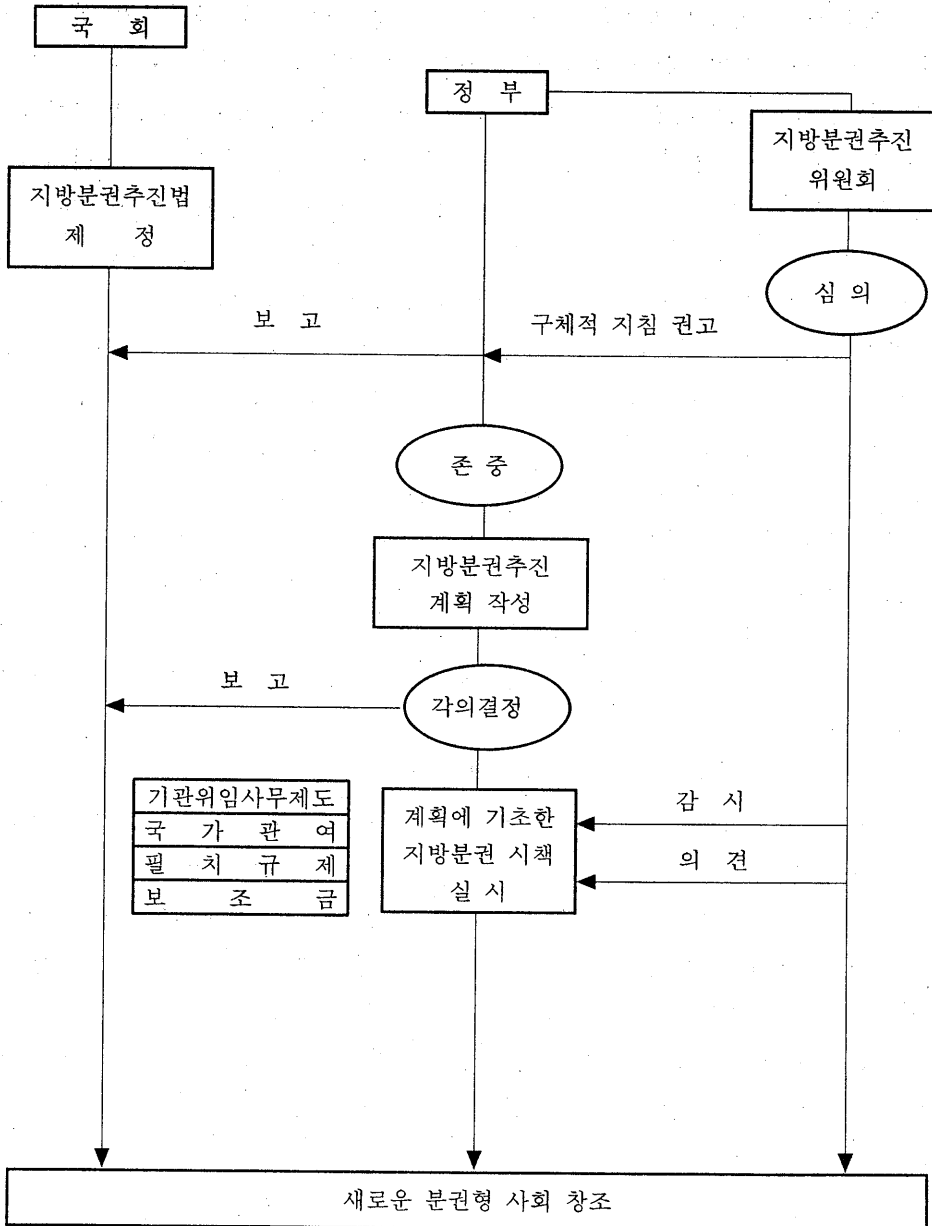 국 회
정 부
지방분권추진
위원회
지방분권추진법
제 정
심 의
보 고
구체적 지침 권고
존 중
지방분권추진
계획 작성
보 고
각의결정
기관위임사무제도
국 가 관 여
필 치 규 제
보 조 금
계획에 기초한
지방분권 시책
실 시
감 시
의 견
새로운 분권형 사회 창조